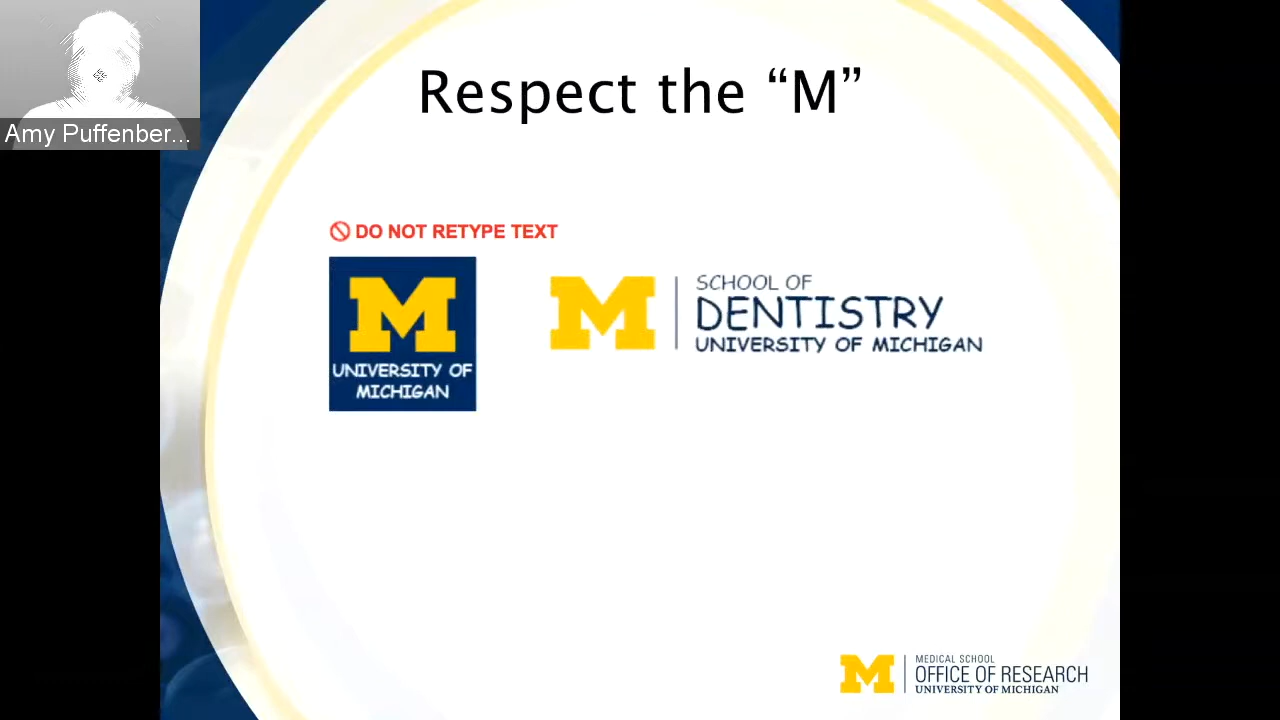 Amy Puffenber...
Respect the “M”
DO NOT RETYPE TEXT
M
UNIVERSITY OF
MICHIGAN
M
SCHOOL OF
DENTISTRY
UNIVERSITY OF MICHIGAN
M
MEDICAL SCHOOL
OFFICE OF RESEARCH
UNIVERSITY OF MICHIGAN